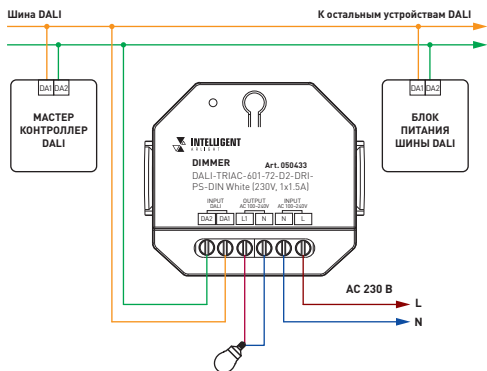 Шина DALI
К остальным устройствам DALI
DA1 DA2
МАСТЕР
КОНТРОЛЛЕР
DALI
DA1 DA2
БЛОК
ПИТАНИЯ
ШИНЫ DALI
INTELLIGENT
ARLIGHT
DIMMER
Art. 050433
DALI-TRIAC-601-72-D2-DRI-
PS-DIN White (230V, 1x1.5A)
INPUT
DALI
OUTPUT
AC 100-240V
INPUT
AC 100-240V
DA2 DA1 L1 N N L
AC 230 В
L
N